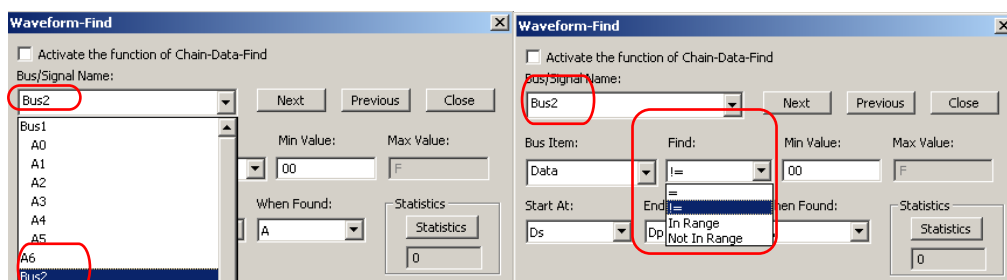 Waveform-Find
Activate the function of Chain-Data-Find
Bus/Signal Name:
Bus2
Next
Previous
Close
Bus1
A0
A1
A2
A3
A4
A5
A6
Bus2
Min Value:
Max Value:
00
F
When Found:
A
Statistics
Statistics
0
Waveform-Find
Activate the function of Chain-Data-Find
Bus/Signal Name:
Bus2
Next
Previous
Close
Bus Item:
Find:
Min Value:
Max Value:
Data
!=
00
F
=
!=
In Range
Not In Range
Start At:
End
hen Found:
Ds
Dp
Statistics
Statistics
0